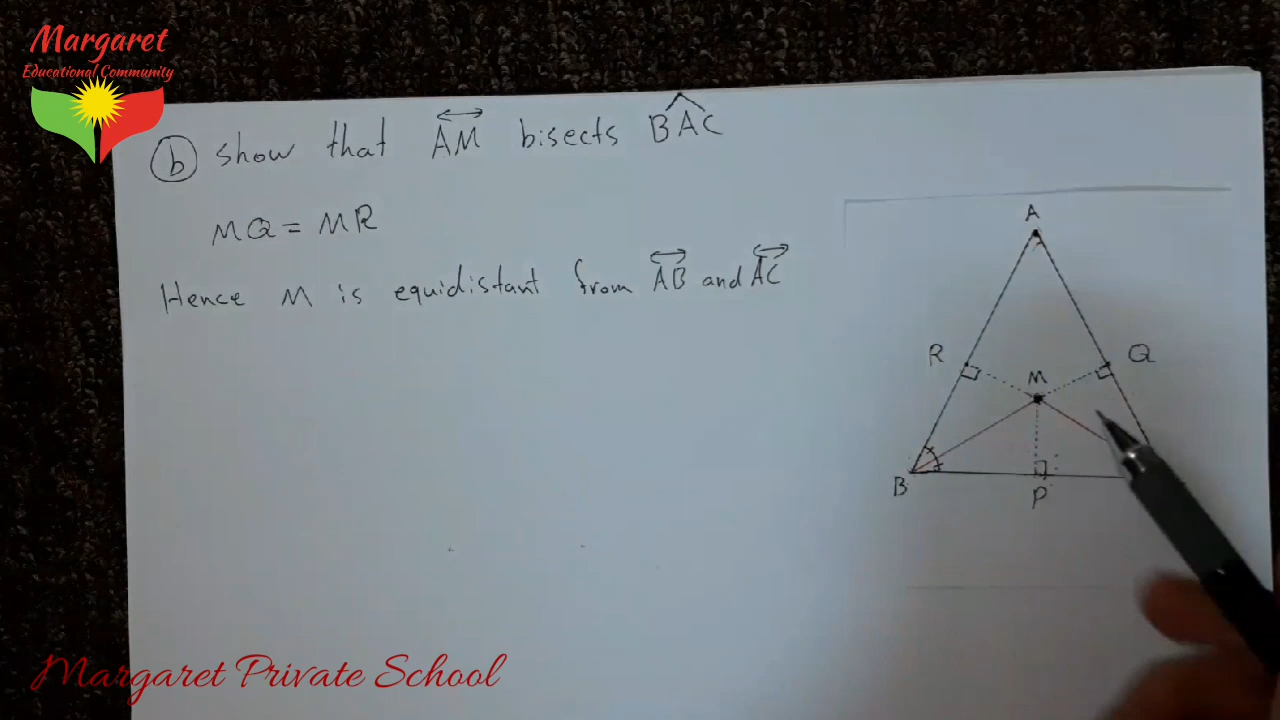 Margaret
Educational Community
(b) show that AM bisects BAC
MQ = MR
Hence M is equidistant from AB and AC
A
R
Q
M
B
P
Margaret Private School